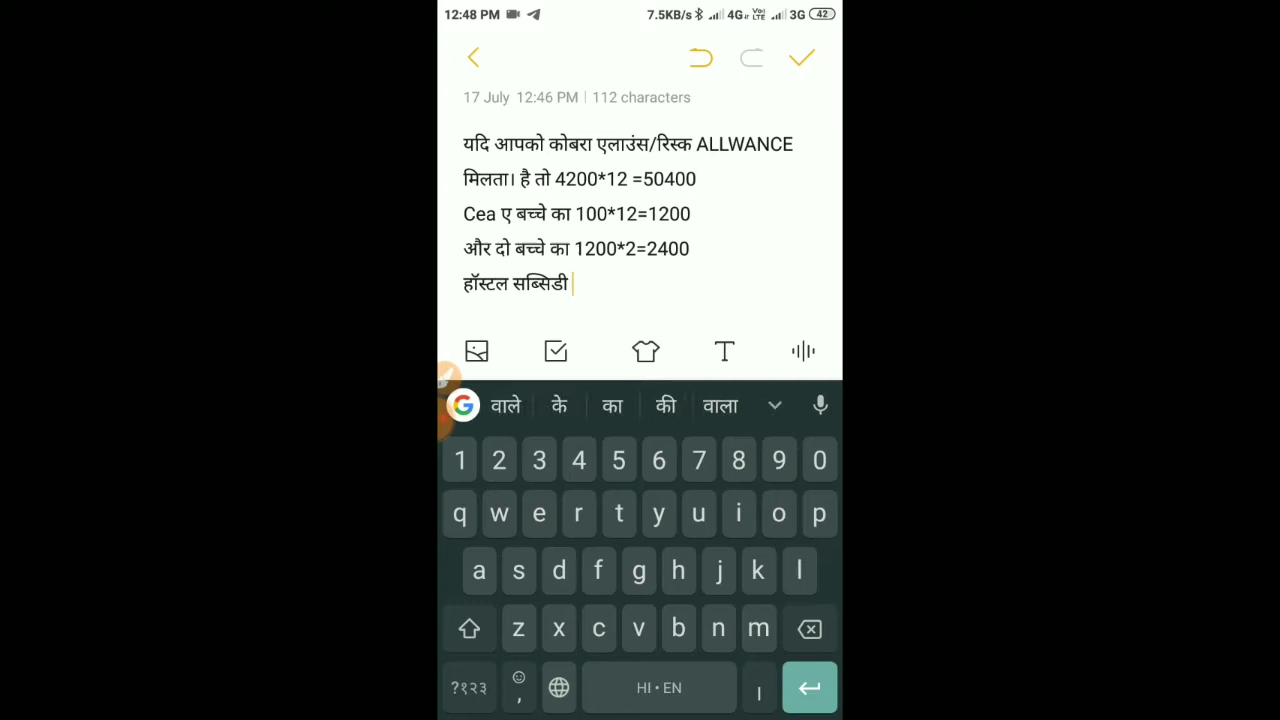 12:48 PM 7.5KB/s 4G Vo) LTE 3G 42
17 July 12:46 PM | 112 characters
यदि आपको कोबरा एलाउंस/रिस्क ALLWANCE
मिलता। है तो 4200*12 =50400
Cea ए बच्चे का 100*12=1200
और दो बच्चे का 1200*2=2400
हॉस्टल सब्सिडी
T
G वाले के का की वाला
1 2 3 4 5 6 7 8 9 0
q w e r t y u i o p
a s d f g h j k l
z x c v b n m
?१२३ , HI • EN ।